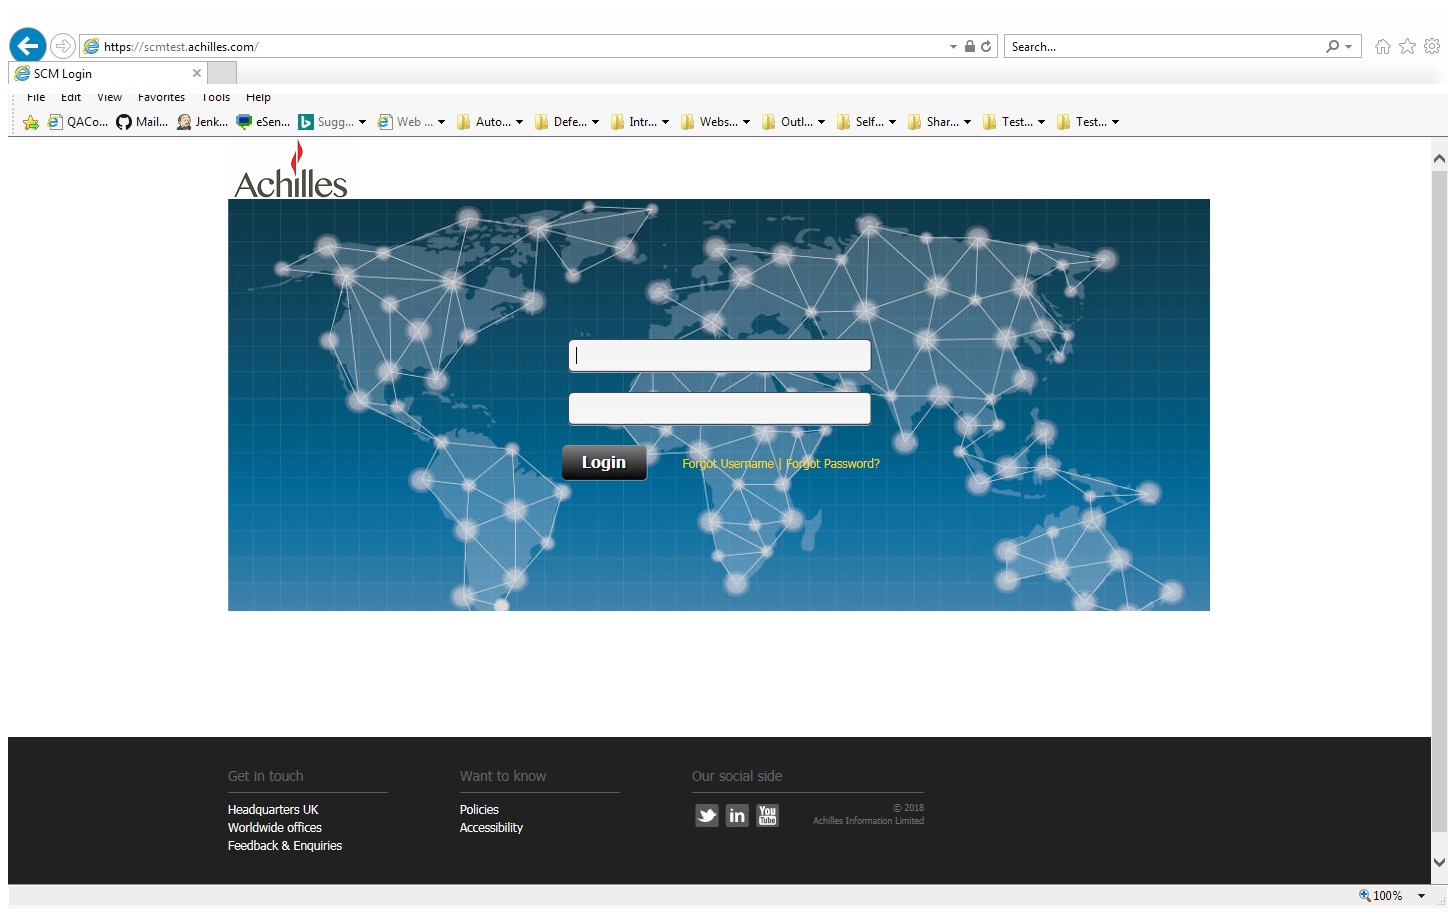 https://scmtest.achilles.com/
Search...
SCM Login
File Edit View Favorites Tools Help
QACo... Mail... Jenk... eSen... Sugg... Web ... Auto... Defe... Intr... Webs... Outl... Self... Shar... Test... Test...
Achilles
Login
Forgot Username | Forgot Password?
Get in touch
Want to know
Our social side
Headquarters UK
Policies
Worldwide offices
Accessibility
Feedback & Enquiries
in
You
Tube
© 2018
Achilles Information Limited
100%